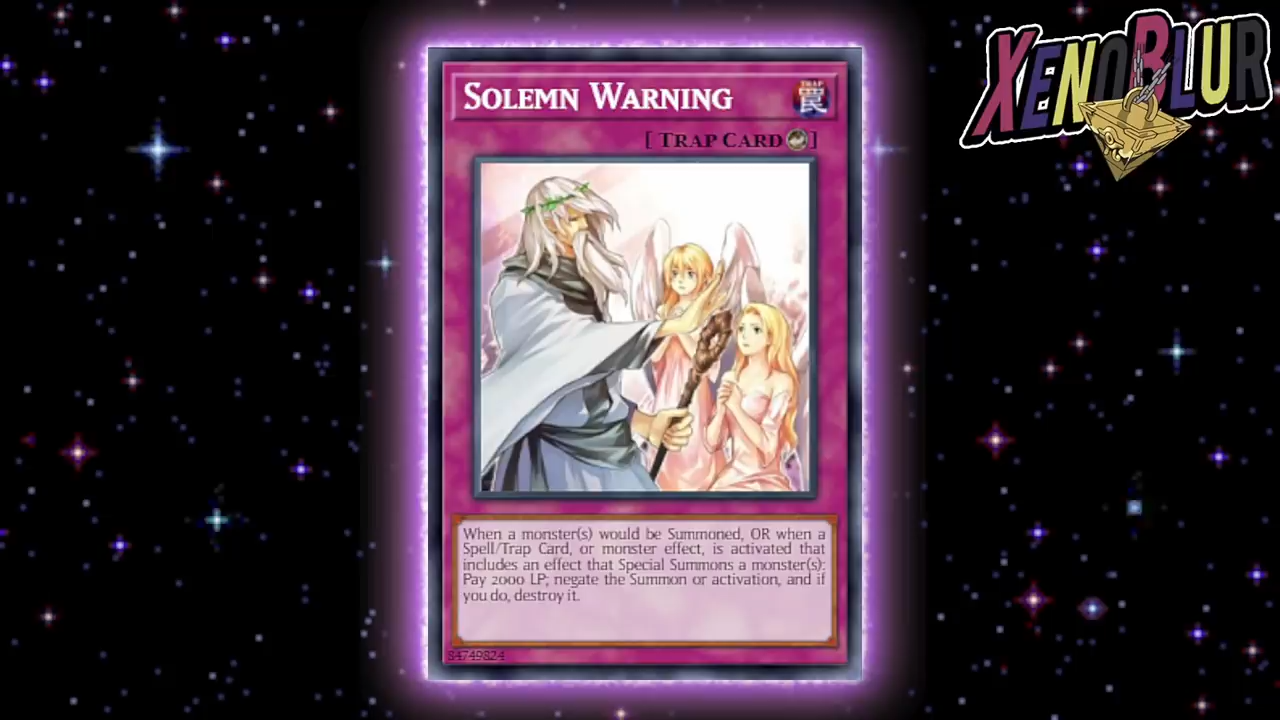 XENOBLUR
SOLEMN WARNING
TRAP
罠
[ TRAP CARD ]
When a monster(s) would be Summoned, OR when a
Spell/Trap Card, or monster effect, is activated that
includes an effect that Special Summons a monster(s):
Pay 2000 LP; negate the Summon or activation, and if
you do, destroy it.
84749824